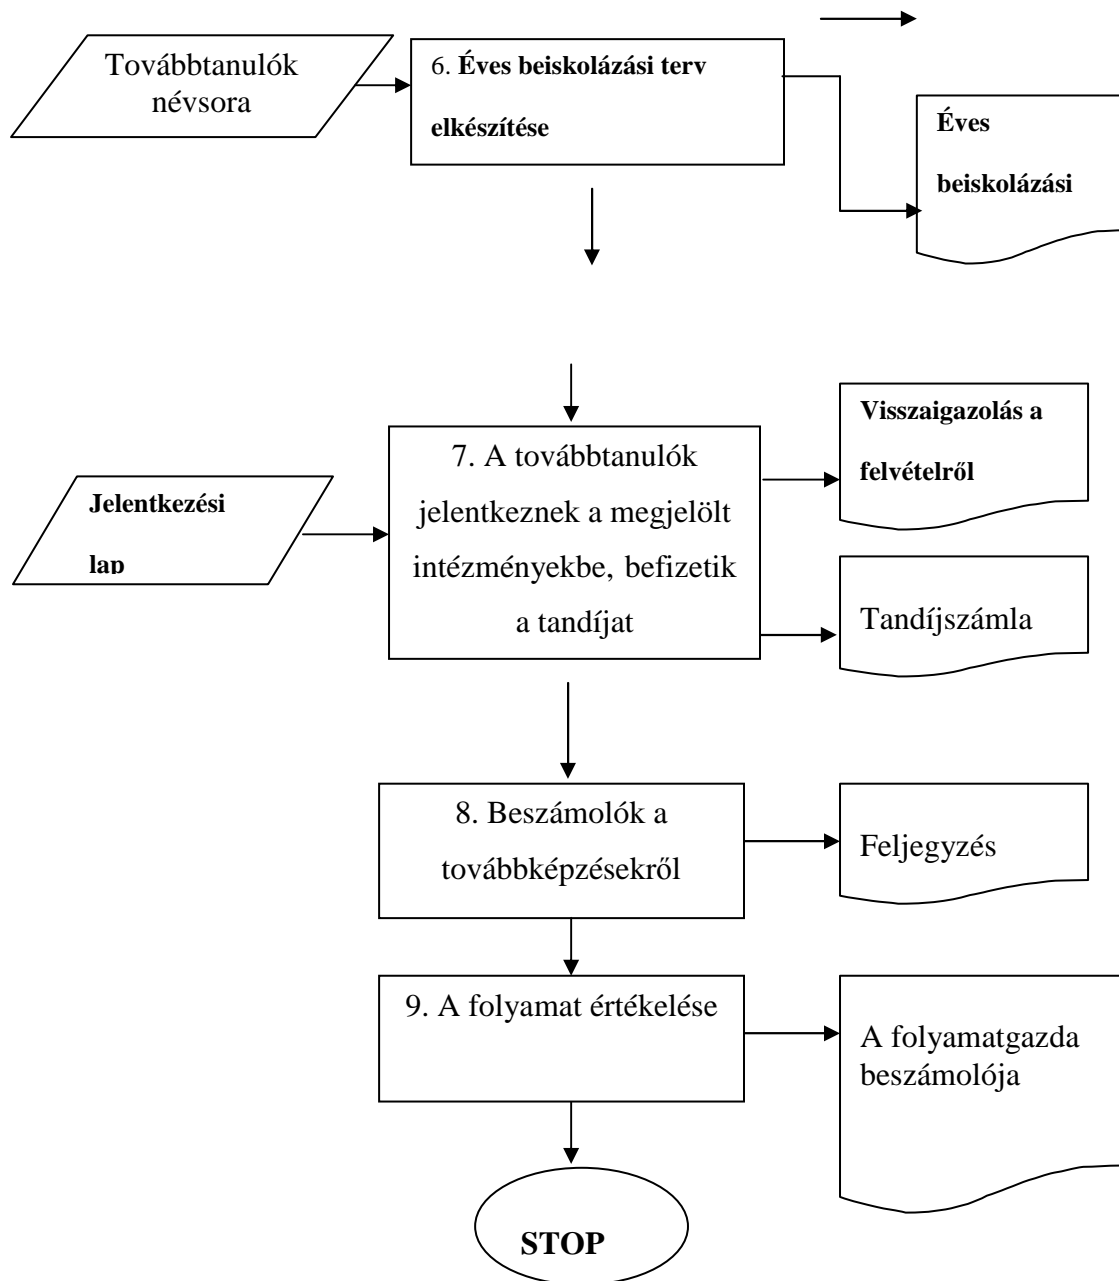 Továbbtanulók
névsora
6. Éves beiskolázási terv
elkészítése
Éves
beiskolázási
Jelentkezési
lap
7. A továbbtanulók
jelentkeznek a megjelölt
intézményekbe, befizetik
a tandíjat
Visszaigazolás a
felvételről
Tandíjszámla
8. Beszámolók a
továbbképzésekről
Feljegyzés
9. A folyamat értékelése
A folyamatgazda
beszámolója
STOP